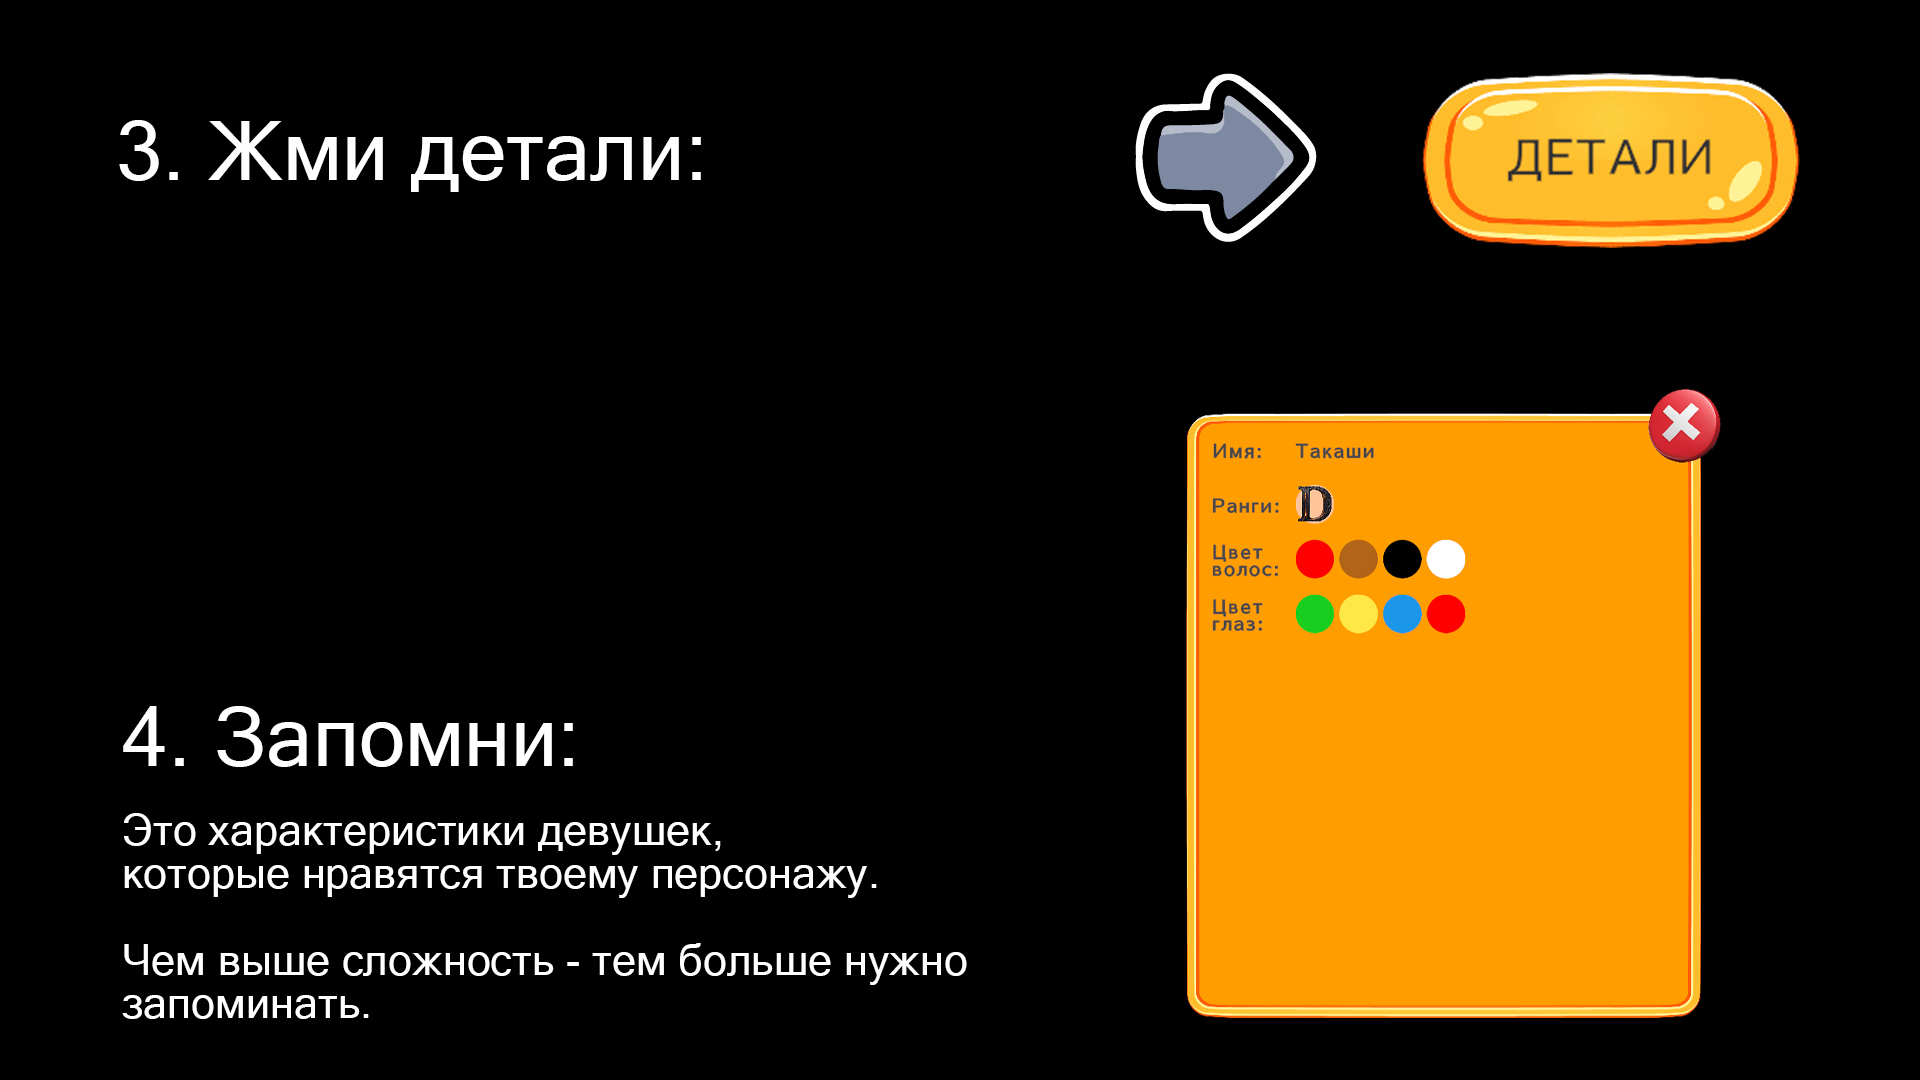 3. Жми детали:
ДЕТАЛИ
Имя: Такаши
Ранги: D
Цвет
волос:
Цвет
глаз:
4. Запомни:
Это характеристики девушек,
которые нравятся твоему персонажу.
Чем выше сложность - тем больше нужно
запоминать.